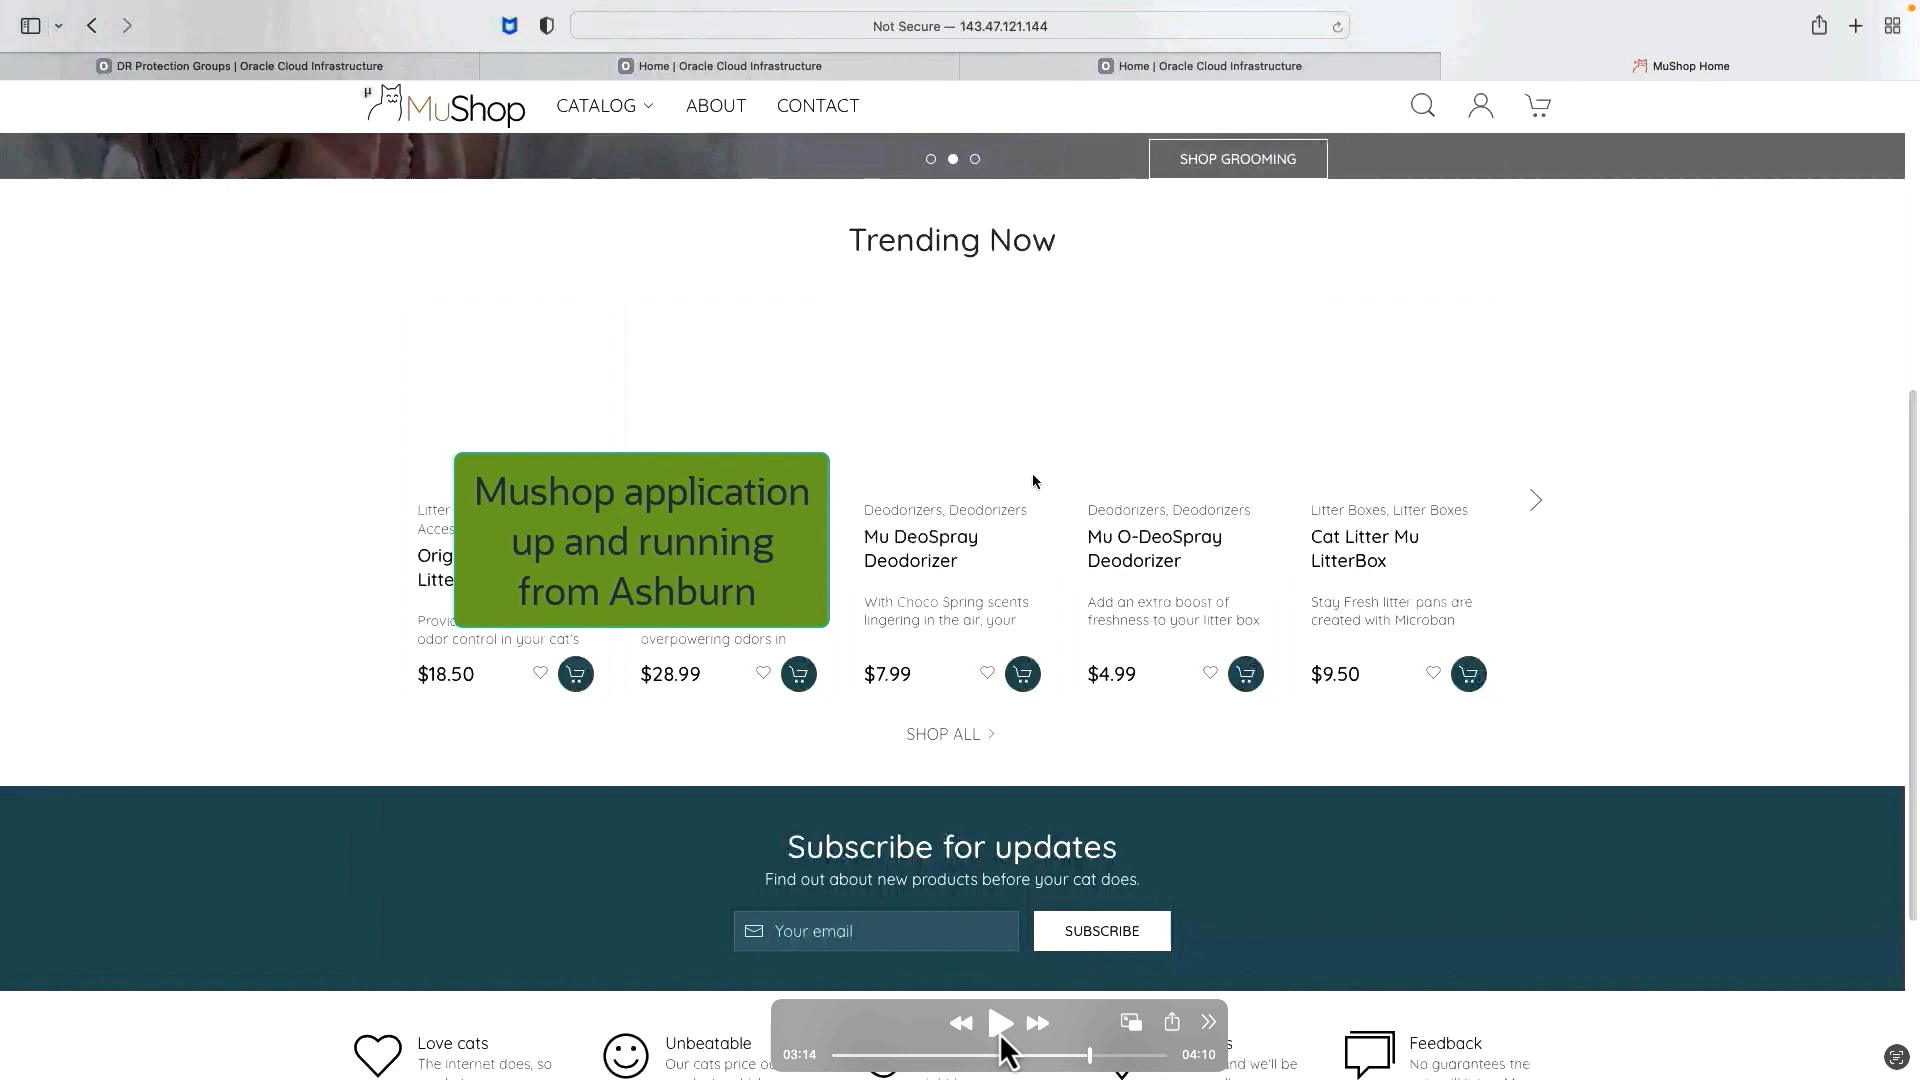 Not Secure — 143.47.121.144
DR Protection Groups | Oracle Cloud Infrastructure
Home | Oracle Cloud Infrastructure
Home | Oracle Cloud Infrastructure
MuShop Home
μ MuShop
CATALOG
ABOUT
CONTACT
SHOP GROOMING
Trending Now
Mushop application
up and running
from Ashburn
Litter
Acces
Orig
Litte
Provi
odor control in your cat's
$18.50
overpowering odors in
$28.99
Deodorizers, Deodorizers
Mu DeoSpray
Deodorizer
With Choco Spring scents
lingering in the air, your
$7.99
Deodorizers, Deodorizers
Mu O-DeoSpray
Deodorizer
Add an extra boost of
freshness to your litter box
$4.99
Litter Boxes, Litter Boxes
Cat Litter Mu
LitterBox
Stay Fresh litter pans are
created with Microban
$9.50
SHOP ALL
Subscribe for updates
Find out about new products before your cat does.
Your email
SUBSCRIBE
Love cats
The internet does, so
Unbeatable
Our cats price
03:14
04:10
and we'll be
Feedback
No guarantees the